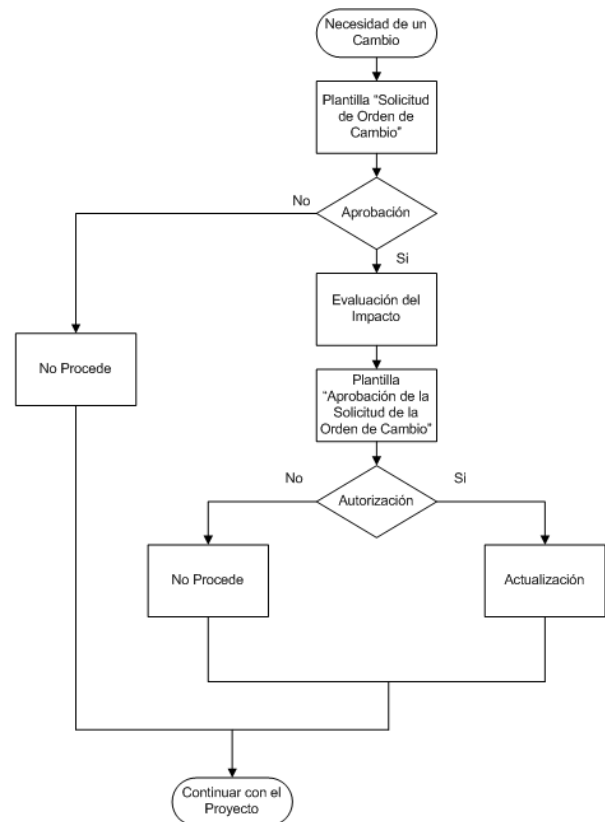 Necesidad de un
Cambio
Plantilla “Solicitud
de Orden de
Cambio”
No
Aprobación
Si
Evaluación del
Impacto
No Procede
Plantilla
“Aprobación de la
Solicitud de la
Orden de Cambio”
No
Autorización
Si
No Procede
Actualización
Continuar con el
Proyecto